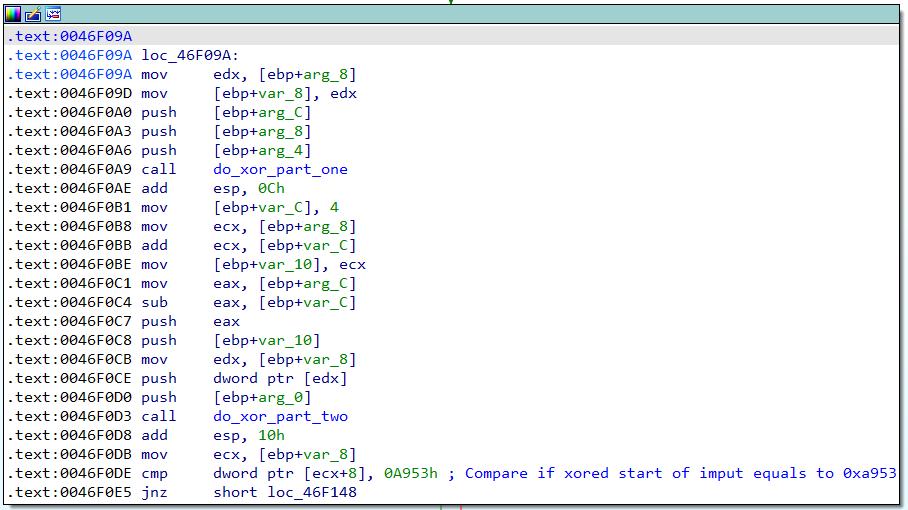 .text:0046F09A
.text:0046F09A loc_46F09A:
.text:0046F09A mov     edx, [ebp+arg_8]
.text:0046F09D mov     [ebp+var_8], edx
.text:0046F0A0 push    [ebp+arg_C]
.text:0046F0A3 push    [ebp+arg_8]
.text:0046F0A6 push    [ebp+arg_4]
.text:0046F0A9 call    do_xor_part_one
.text:0046F0AE add     esp, 0Ch
.text:0046F0B1 mov     [ebp+var_C], 4
.text:0046F0B8 mov     ecx, [ebp+arg_8]
.text:0046F0BB add     ecx, [ebp+var_C]
.text:0046F0BE mov     [ebp+var_10], ecx
.text:0046F0C1 mov     eax, [ebp+arg_C]
.text:0046F0C4 sub     eax, [ebp+var_C]
.text:0046F0C7 push    eax
.text:0046F0C8 push    [ebp+var_10]
.text:0046F0CB mov     edx, [ebp+var_8]
.text:0046F0CE push    dword ptr [edx]
.text:0046F0D0 push    [ebp+arg_0]
.text:0046F0D3 call    do_xor_part_two
.text:0046F0D8 add     esp, 10h
.text:0046F0DB mov     ecx, [ebp+var_8]
.text:0046F0DE cmp     dword ptr [ecx+8], 0A953h ; Compare if xored start of imput equals to 0xa953
.text:0046F0E5 jnz     short loc_46F148